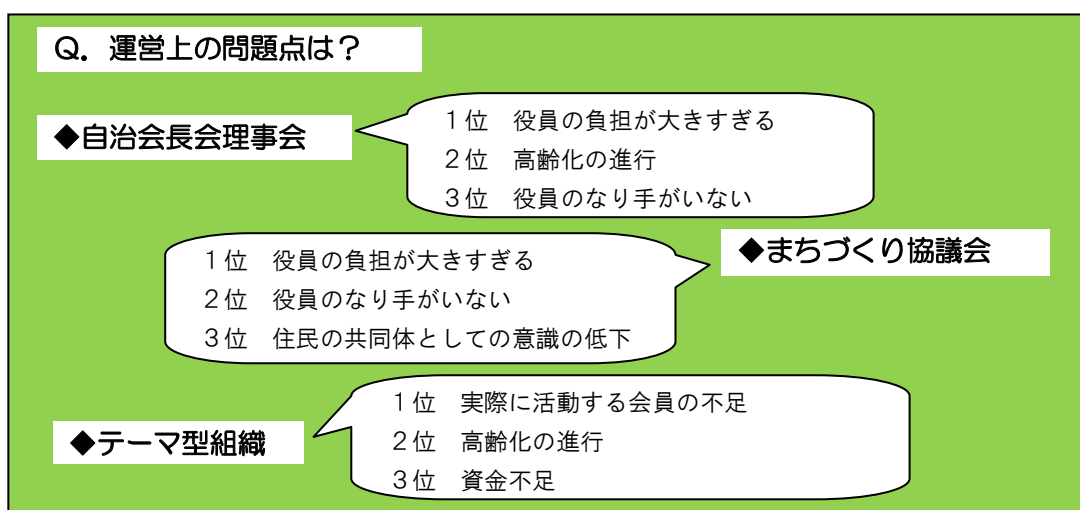 Q．運営上の問題点は？
◆自治会長会理事会
１位　役員の負担が大きすぎる
２位　高齢化の進行
３位　役員のなり手がいない
◆まちづくり協議会
１位　役員の負担が大きすぎる
２位　役員のなり手がいない
３位　住民の共同体としての意識の低下
◆テーマ型組織
１位　実際に活動する会員の不足
２位　高齢化の進行
３位　資金不足